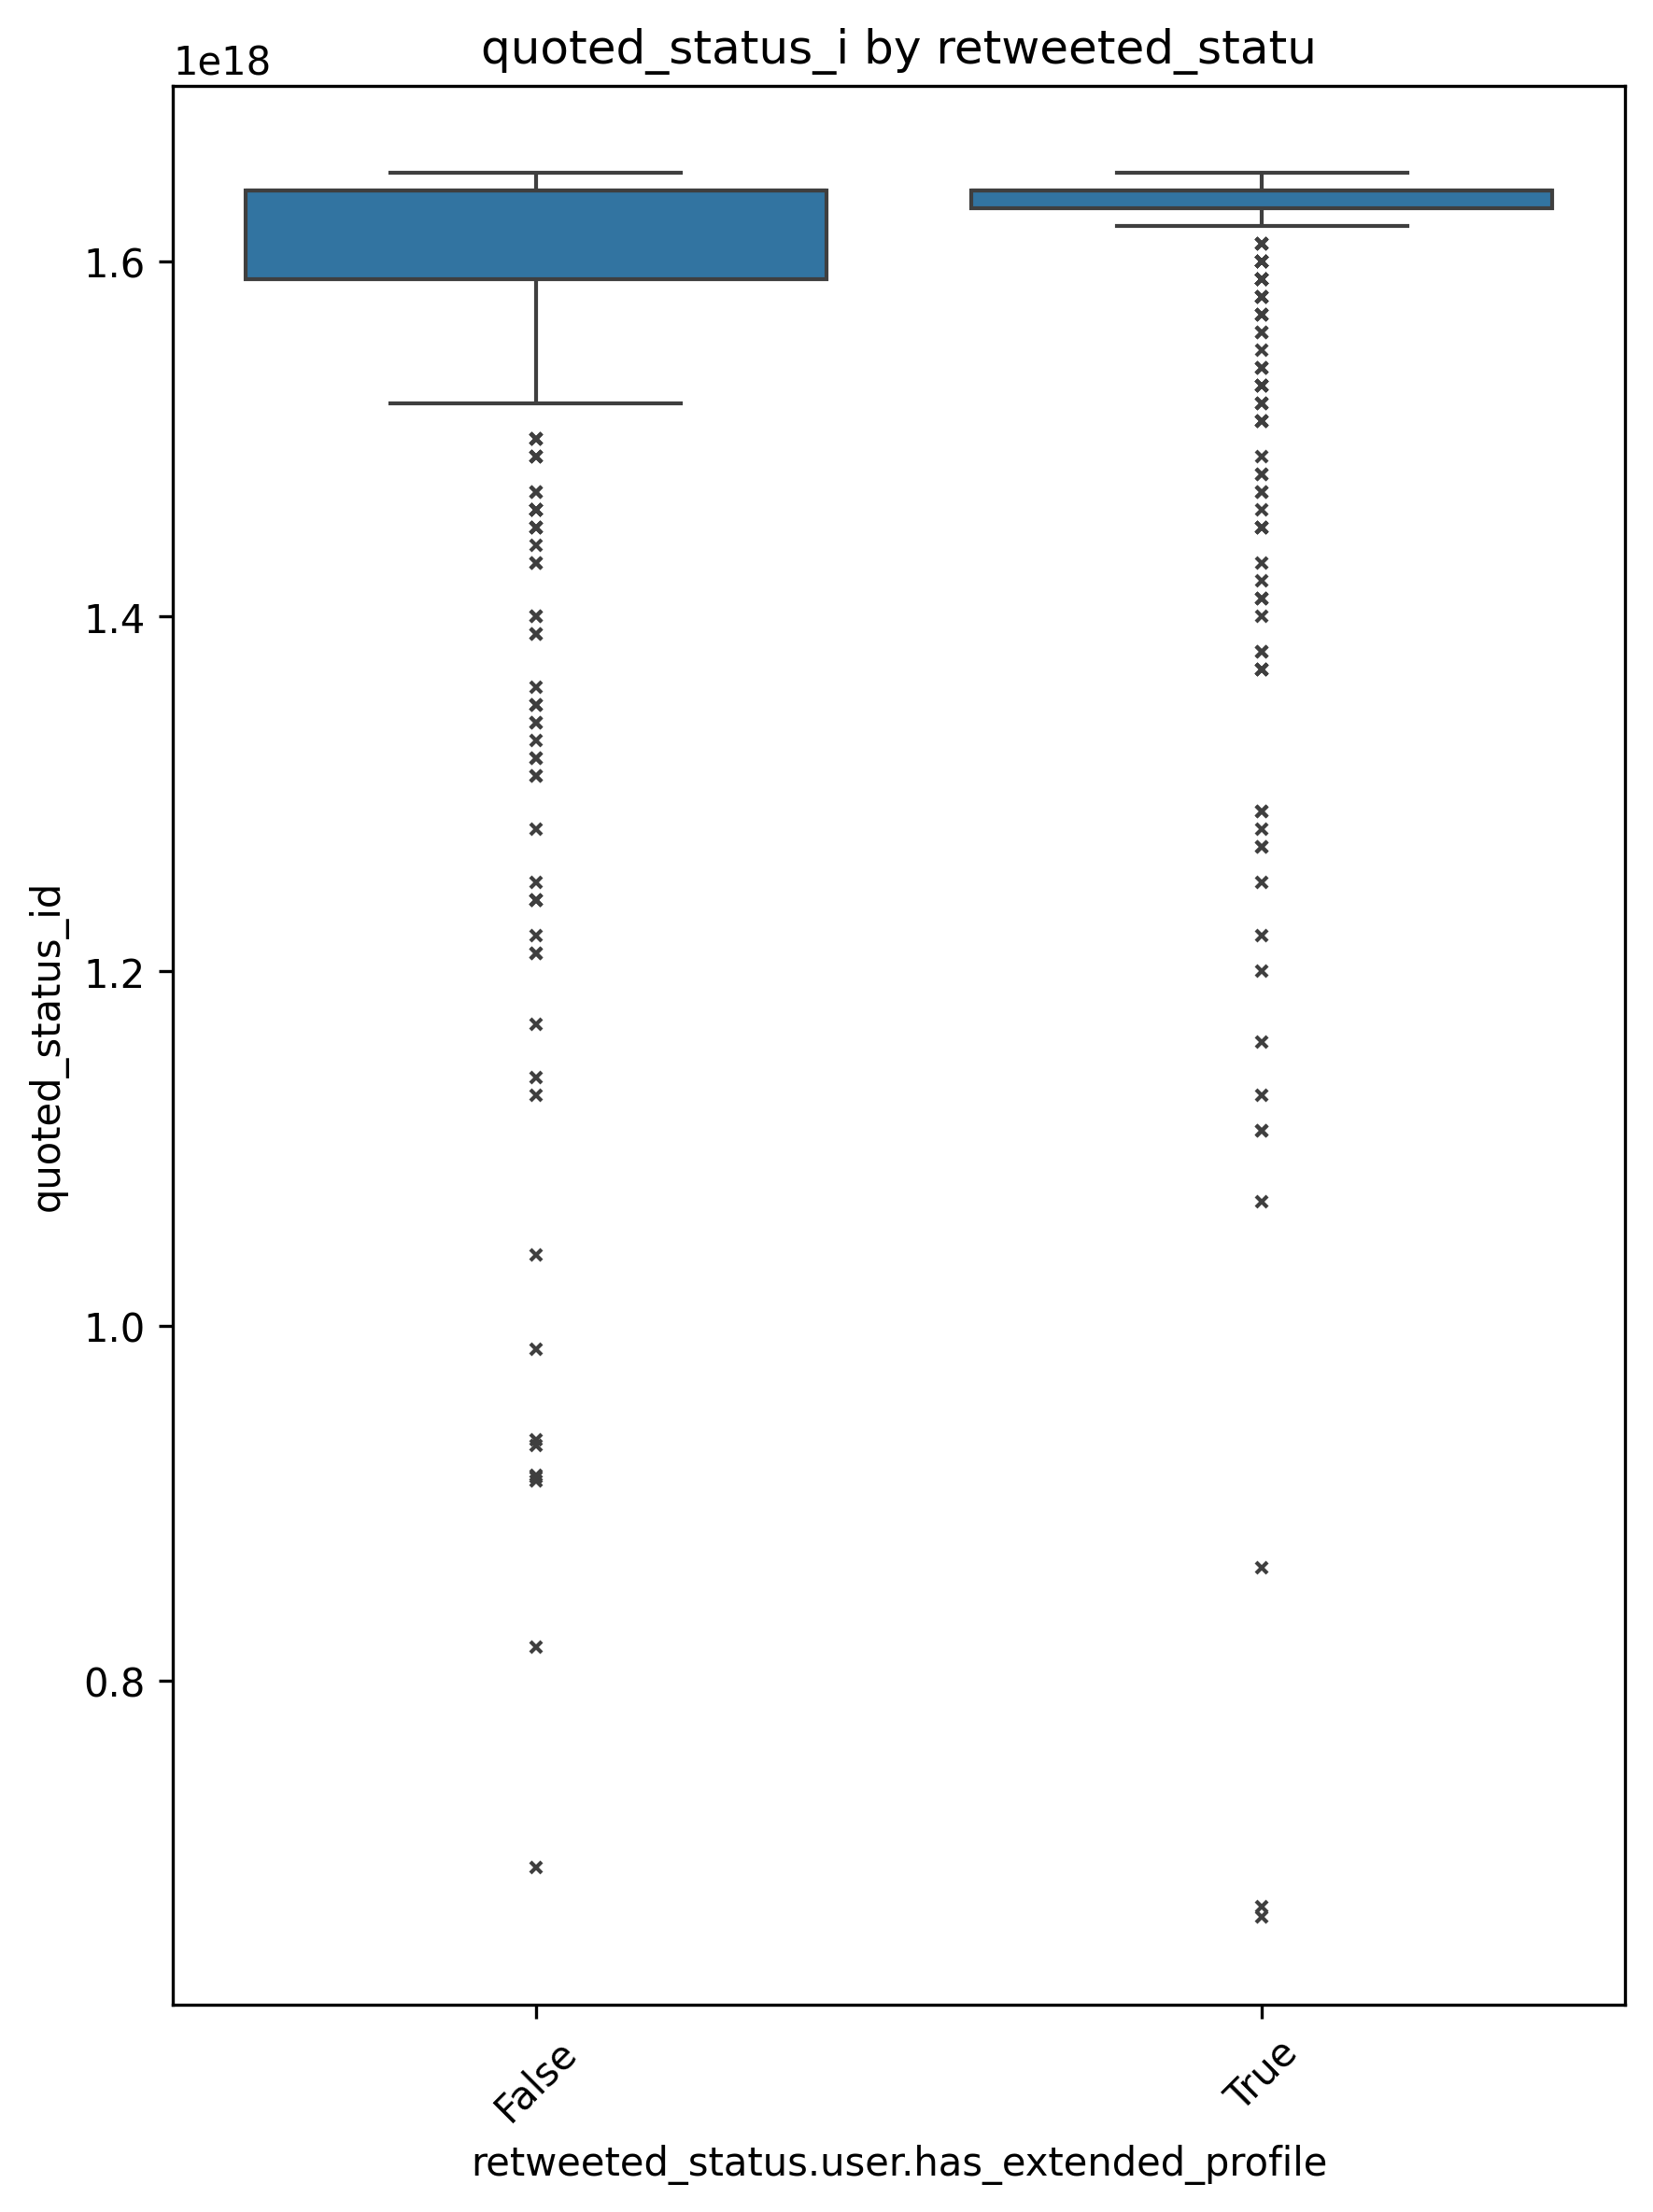 quoted_status_i by retweeted_statu
1e18
1.6
1.4
1.2
1.0
0.8
quoted_status_id
False
True
retweeted_status.user.has_extended_profile